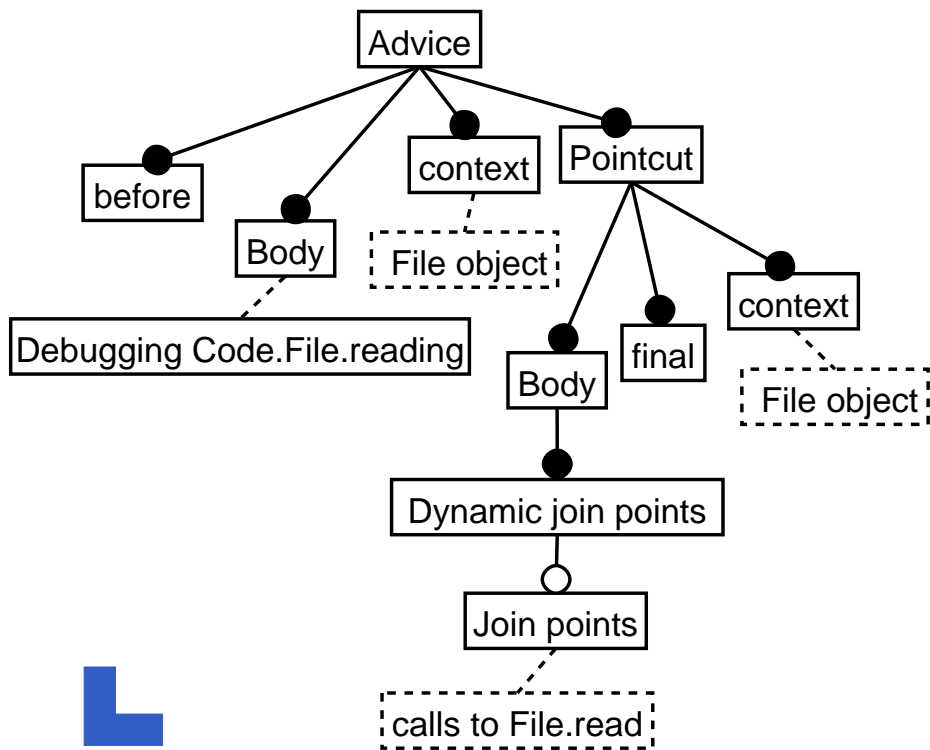 Advice
before
Body
context
Pointcut
File object
Debugging Code.File.reading
Body
final
context
File object
Dynamic join points
Join points
calls to File.read